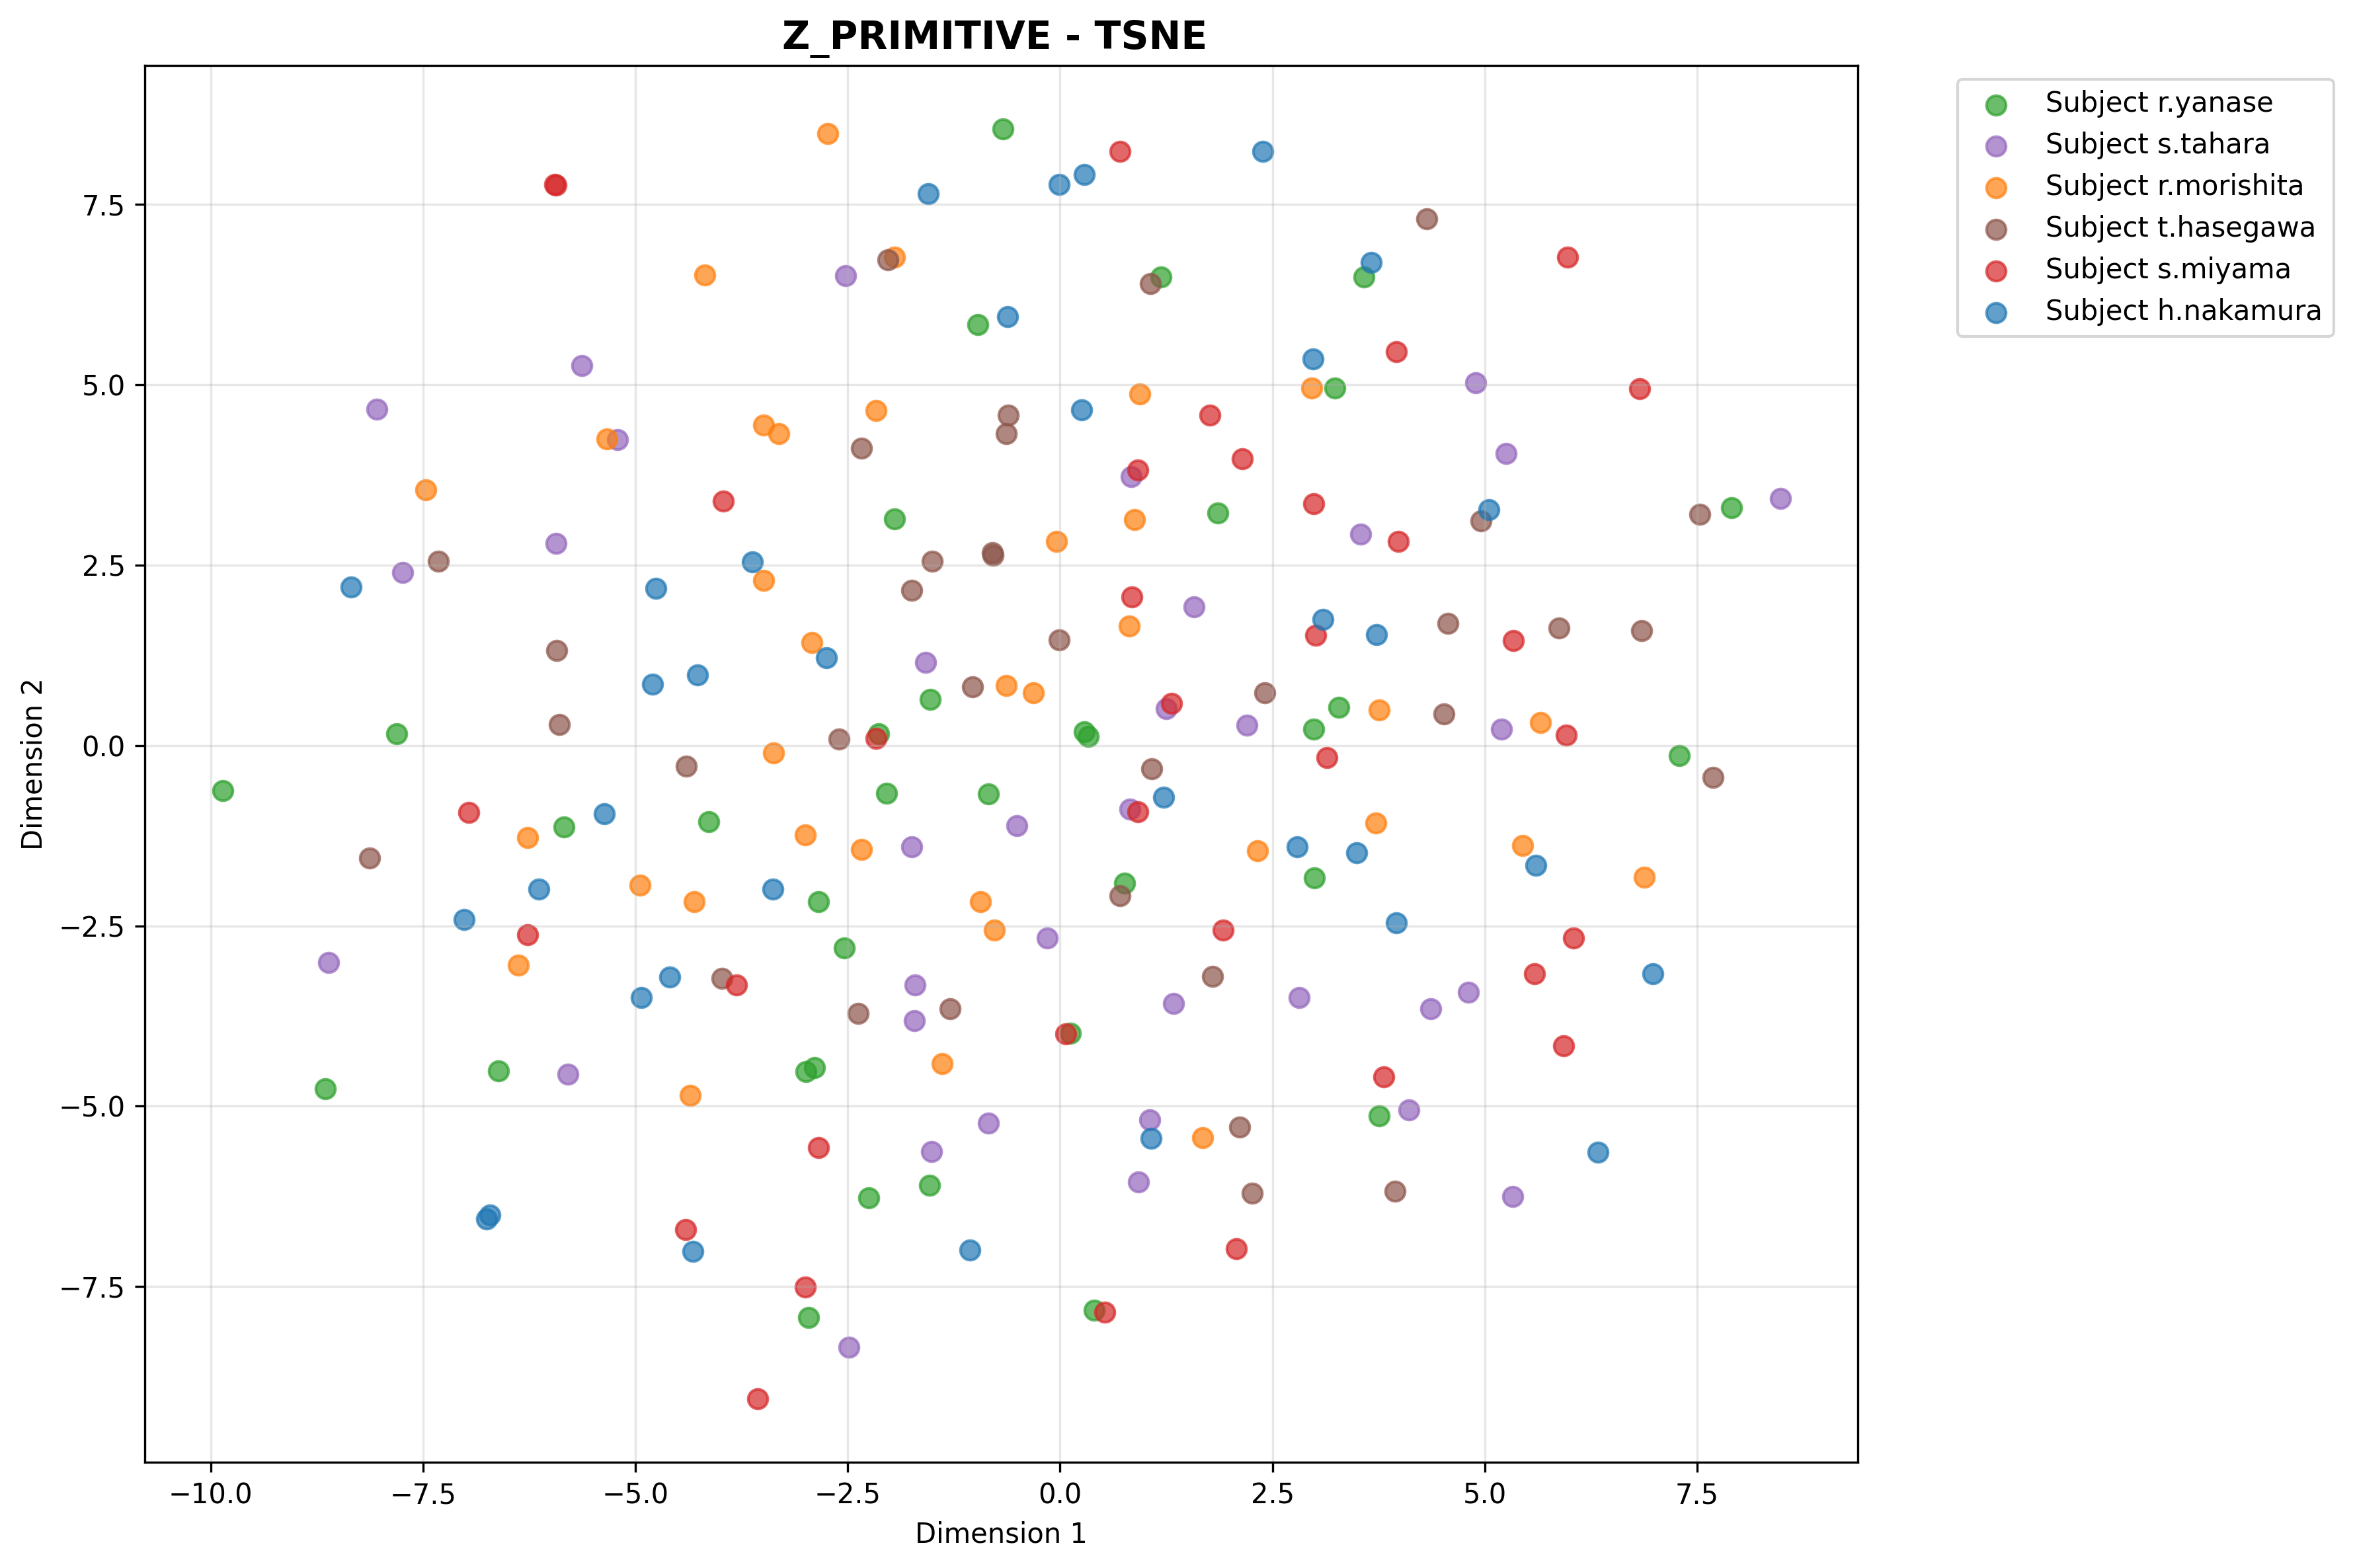 Z_PRIMITIVE - TSNE
Subject r.yanase
Subject s.tahara
Subject r.morishita
Subject t.hasegawa
Subject s.miyama
Subject h.nakamura
Dimension 2
7.5
5.0
2.5
0.0
−2.5
−5.0
−7.5
−10.0 −7.5 −5.0 −2.5 0.0 2.5 5.0 7.5
Dimension 1